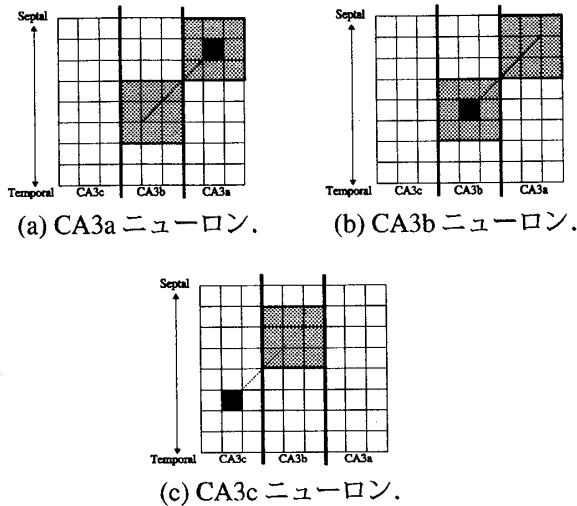 Septal
Temporal
CA3c CA3b CA3a
(a) CA3a ニューロン.
Septal
Temporal
CA3c CA3b CA3a
(b) CA3b ニューロン.
Septal
Temporal
CA3c CA3b CA3a
(c) CA3c ニューロン.